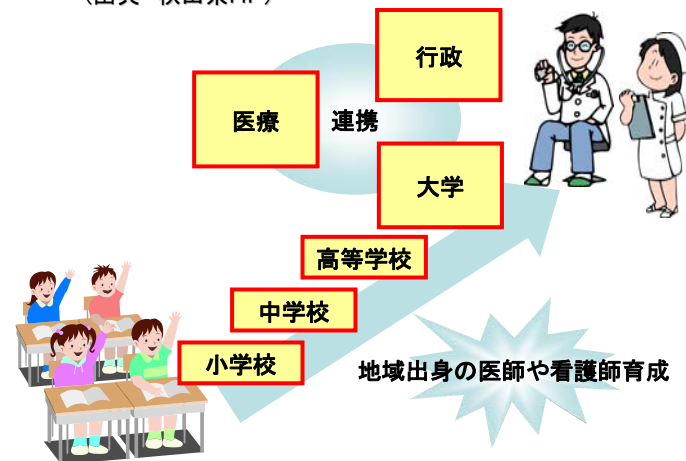 行政
医療
連携
大学
高等学校
中学校
小学校
地域出身の医師や看護師育成